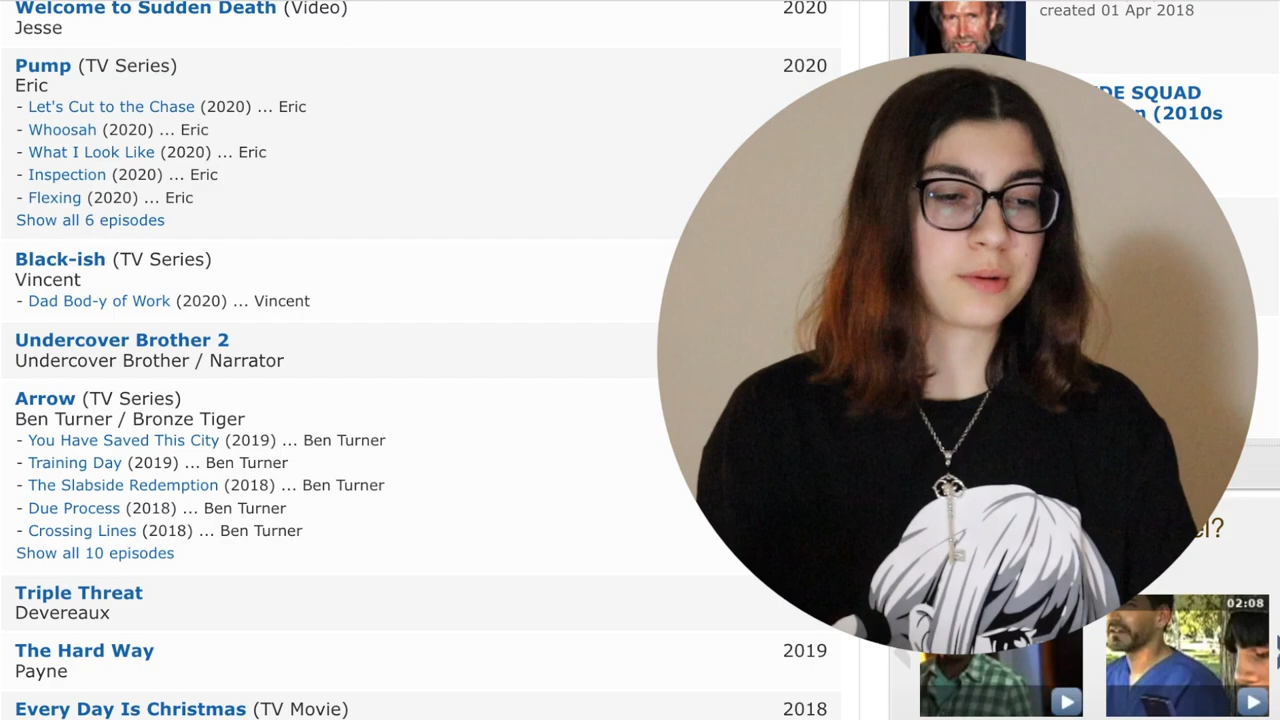 Welcome to Sudden Death (Video) 2020
Jesse
Pump (TV Series) 2020
Eric
- Let's Cut to the Chase (2020) ... Eric
- Whoosah (2020) ... Eric
- What I Look Like (2020) ... Eric
- Inspection (2020) ... Eric
- Flexing (2020) ... Eric
Show all 6 episodes
Black-ish (TV Series)
Vincent
- Dad Bod-y of Work (2020) ... Vincent
Undercover Brother 2
Undercover Brother / Narrator
Arrow (TV Series)
Ben Turner / Bronze Tiger
- You Have Saved This City (2019) ... Ben Turner
- Training Day (2019) ... Ben Turner
- The Slabside Redemption (2018) ... Ben Turner
- Due Process (2018) ... Ben Turner
- Crossing Lines (2018) ... Ben Turner
Show all 10 episodes
Triple Threat
Devereaux
The Hard Way 2019
Payne
Every Day Is Christmas (TV Movie) 2018
created 01 Apr 2018
DE SQUAD
n (2010s
el?
02:08